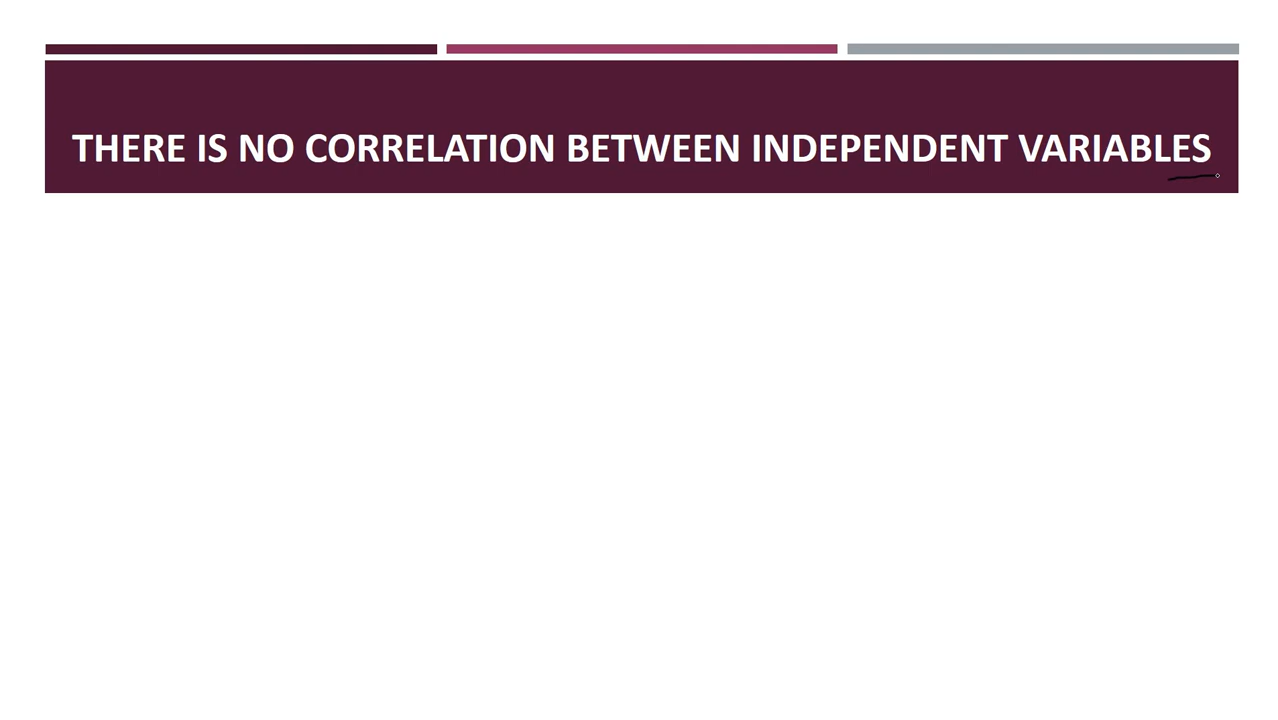 THERE IS NO CORRELATION BETWEEN INDEPENDENT VARIABLES